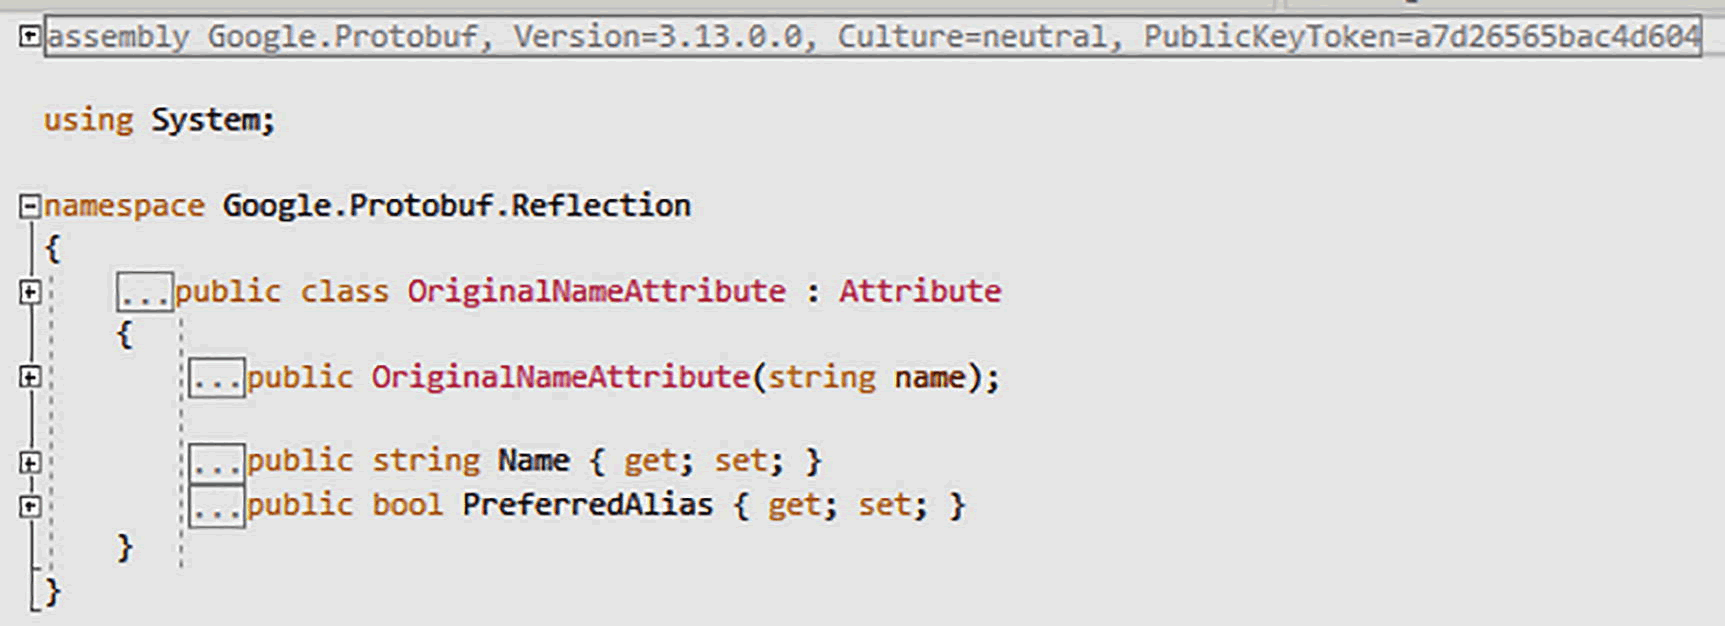 assembly Google.Protobuf, Version=3.13.0.0, Culture=neutral, PublicKeyToken=a7d26565bac4d604
using System;
namespace Google.Protobuf.Reflection
{
...public class OriginalNameAttribute : Attribute
{
...public OriginalNameAttribute(string name);
...public string Name { get; set; }
...public bool PreferredAlias { get; set; }
}
}